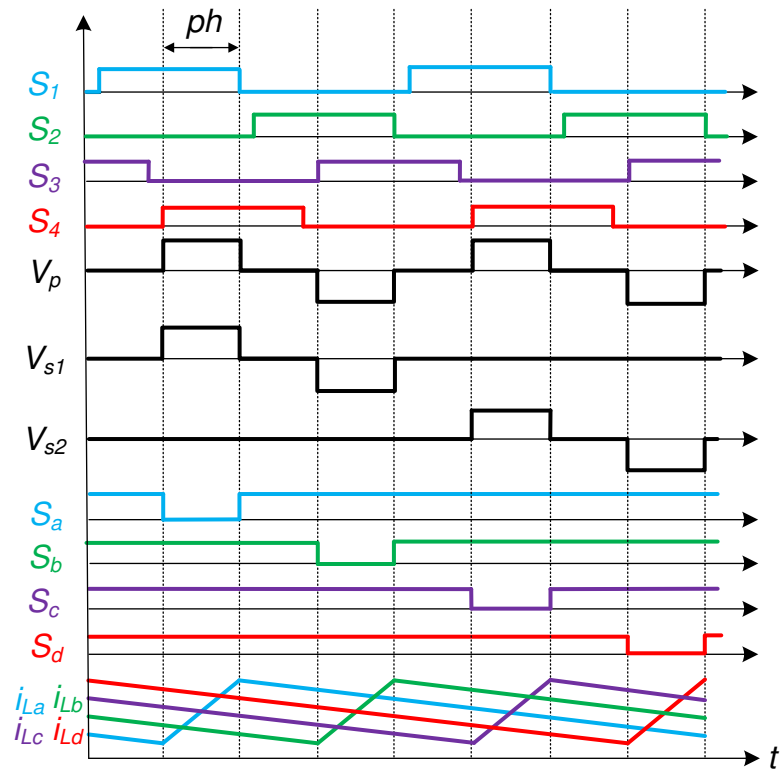 ph
S1
S2
S3
S4
Vp
Vs1
Vs2
Sa
Sb
Sc
Sd
iLa iLb
iLc iLd
t